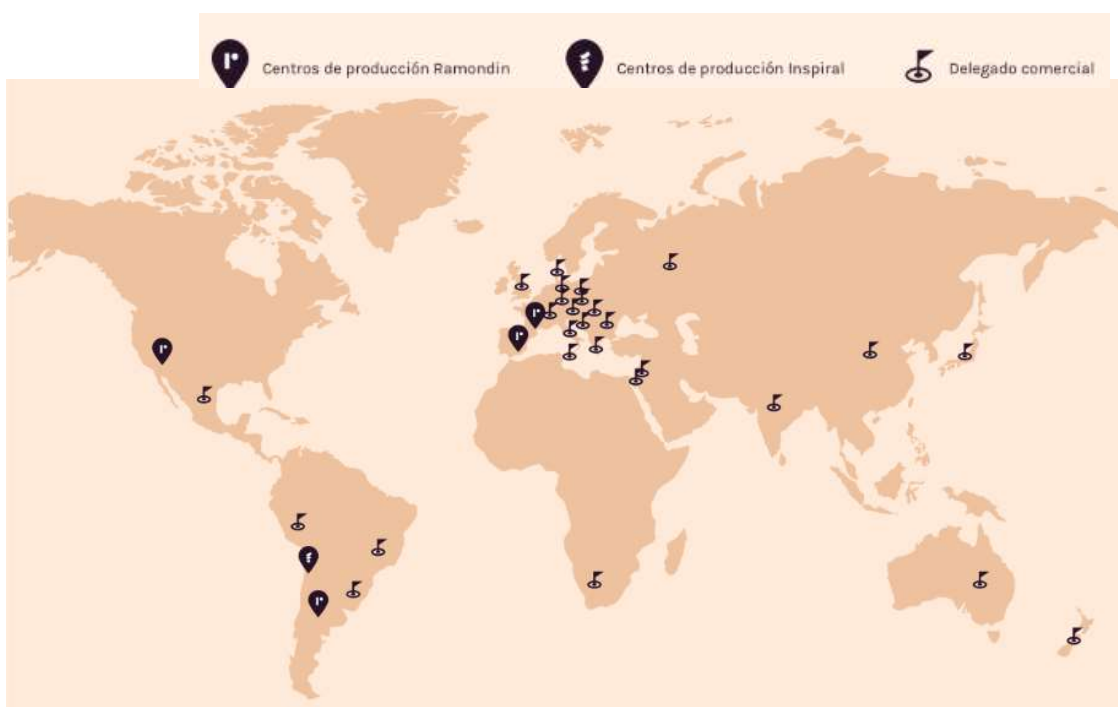 Centros de producción Ramondin
Centros de producción Inspiral
Delegado comercial